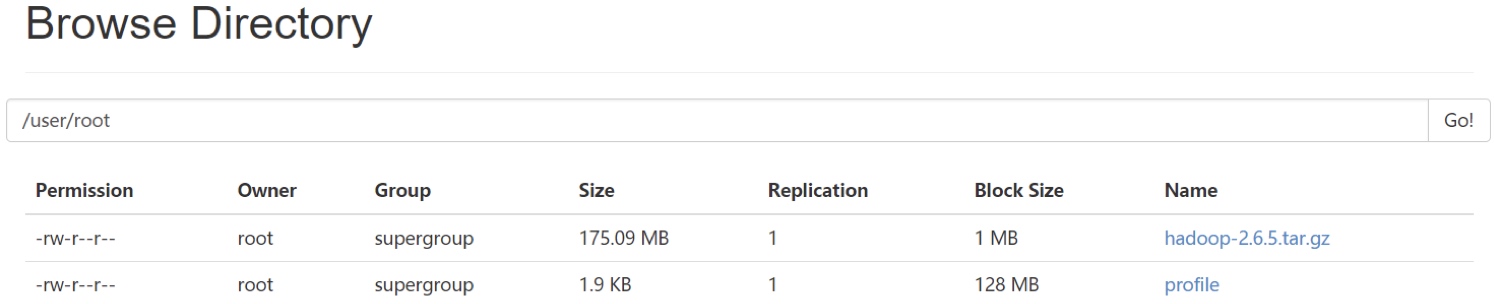 Browse Directory
/user/root Go!
Permission Owner Group Size Replication Block Size Name
-rw-r--r-- root supergroup 175.09 MB 1 1 MB hadoop-2.6.5.tar.gz
-rw-r--r-- root supergroup 1.9 KB 1 128 MB profile